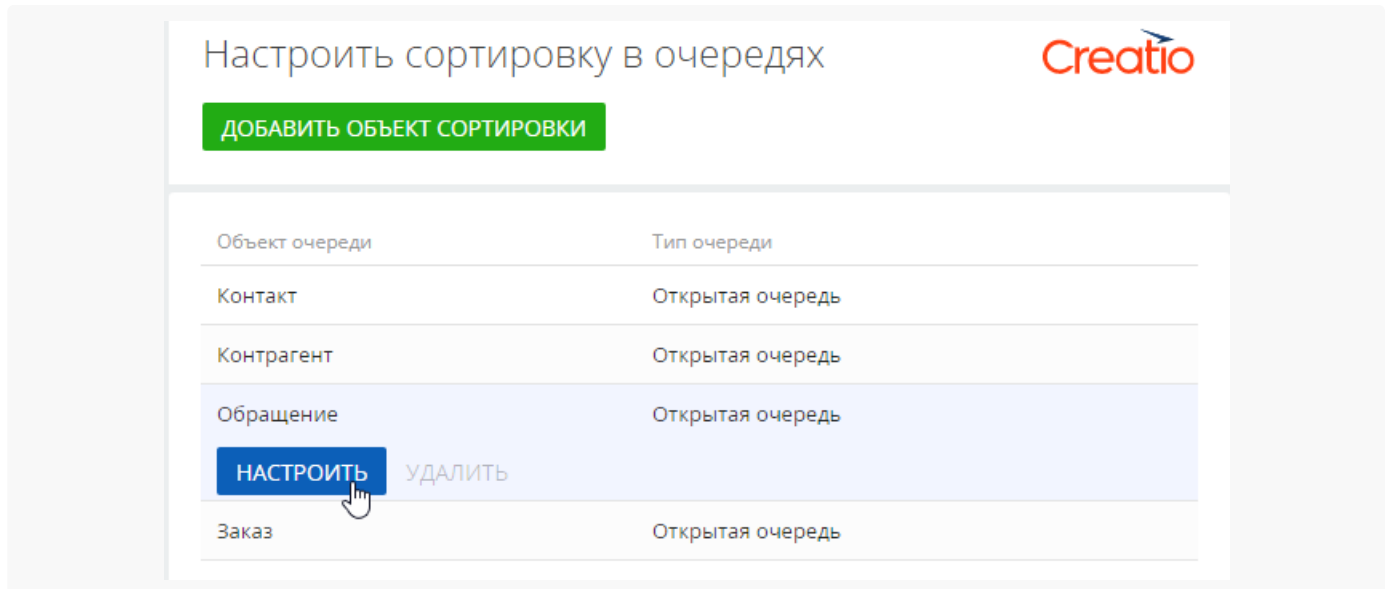 Настроить сортировку в очередях
Creatio
ДОБАВИТЬ ОБЪЕКТ СОРТИРОВКИ
Объект очереди Тип очереди
Контакт Открытая очередь
Контрагент Открытая очередь
Обращение Открытая очередь
НАСТРОИТЬ УДАЛИТЬ
Заказ Открытая очередь